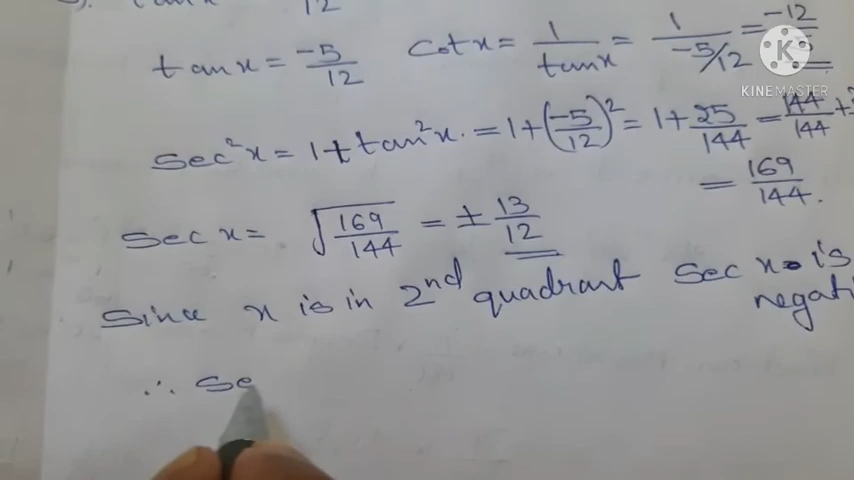 tan x = -5/12 cot x = 1/tan x = 1/(-5/12) = -12/5
KINEMASTER
sec²x = 1 + tan²x. = 1 + (-5/12)² = 1 + 25/144 = 144/144 +
= 169/144.
sec x = √(169/144) = ± 13/12
Since x is in 2nd quadrant sec x is
negati
∴ se